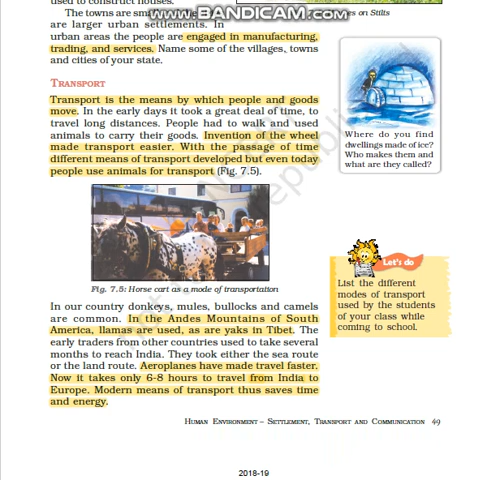 used to construct houses.
The towns are small
are larger urban settlements. In
urban areas the people are engaged in manufacturing,
trading, and services. Name some of the villages, towns
and cities of your state.
es on Stilts
WWW.BANDICAM.COM
TRANSPORT
Transport is the means by which people and goods
move. In the early days it took a great deal of time, to
travel long distances. People had to walk and used
animals to carry their goods. Invention of the wheel
made transport easier. With the passage of time
different means of transport developed but even today
people use animals for transport (Fig. 7.5).
Where do you find
dwellings made of ice?
Who makes them and
what are they called?
Fig. 7.5: Horse cart as a mode of transportation
Let's do
List the different
modes of transport
used by the students
of your class while
coming to school.
In our country donkeys, mules, bullocks and camels
are common. In the Andes Mountains of South
America, llamas are used, as are yaks in Tibet. The
early traders from other countries used to take several
months to reach India. They took either the sea route
or the land route. Aeroplanes have made travel faster.
Now it takes only 6-8 hours to travel from India to
Europe. Modern means of transport thus saves time
and energy.
HUMAN ENVIRONMENT – SETTLEMENT, TRANSPORT AND COMMUNICATION 49
2018-19